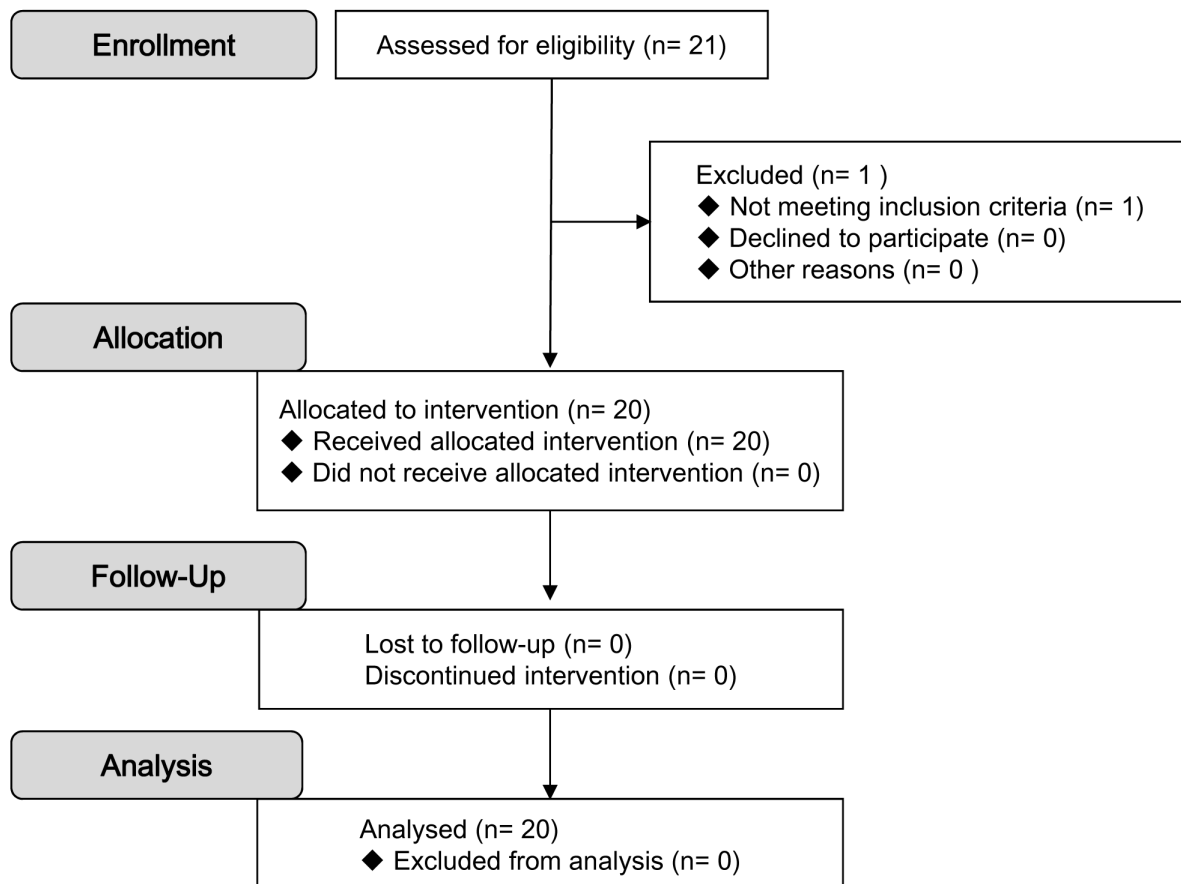 Enrollment
Assessed for eligibility (n= 21)
Excluded (n= 1 )
◆ Not meeting inclusion criteria (n= 1)
◆ Declined to participate (n= 0)
◆ Other reasons (n= 0 )
Allocation
Allocated to intervention (n= 20)
◆ Received allocated intervention (n= 20)
◆ Did not receive allocated intervention (n= 0)
Follow-Up
Lost to follow-up (n= 0)
Discontinued intervention (n= 0)
Analysis
Analysed (n= 20)
◆ Excluded from analysis (n= 0)